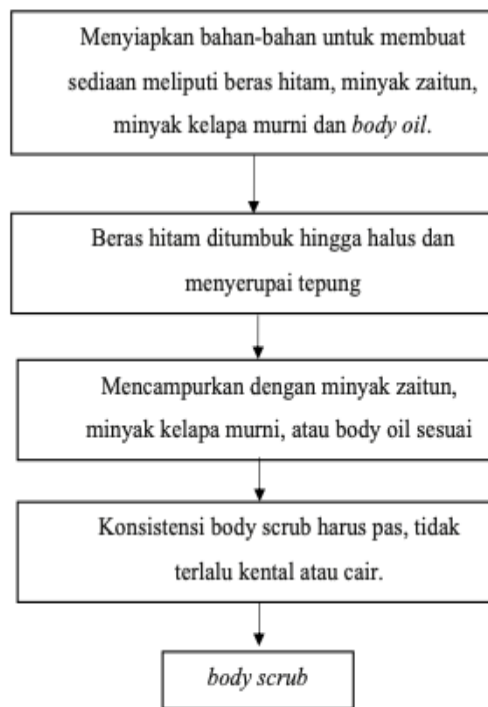 Menyiapkan bahan-bahan untuk membuat
sediaan meliputi beras hitam, minyak zaitun,
minyak kelapa murni dan body oil.
Beras hitam ditumbuk hingga halus dan
menyerupai tepung
Mencampurkan dengan minyak zaitun,
minyak kelapa murni, atau body oil sesuai
Konsistensi body scrub harus pas, tidak
terlalu kental atau cair.
body scrub